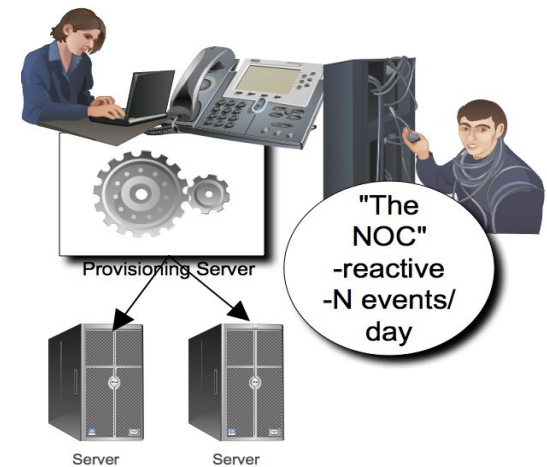 "The
NOC"
-reactive
-N events/
day
Provisioning Server
Server
Server